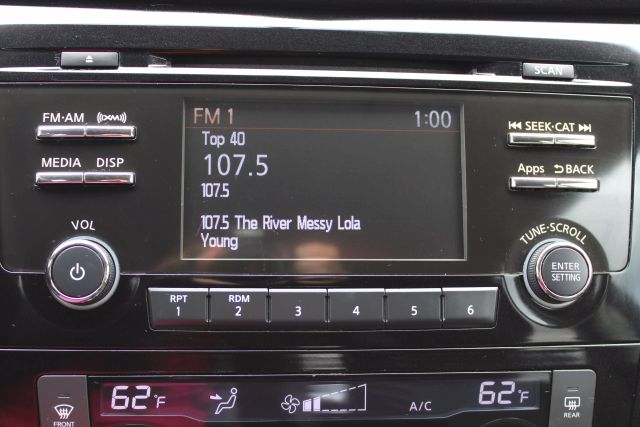 SCAN
FM·AM ((XM))
MEDIA DISP
VOL
FM 1 1:00
Top 40
107.5
107.5
107.5 The River Messy Lola
Young
SEEK·CAT
Apps BACK
TUNE·SCROLL
ENTER
SETTING
RPT RDM
1 2 3 4 5 6
FRONT
62°F
A/C
62°F
REAR